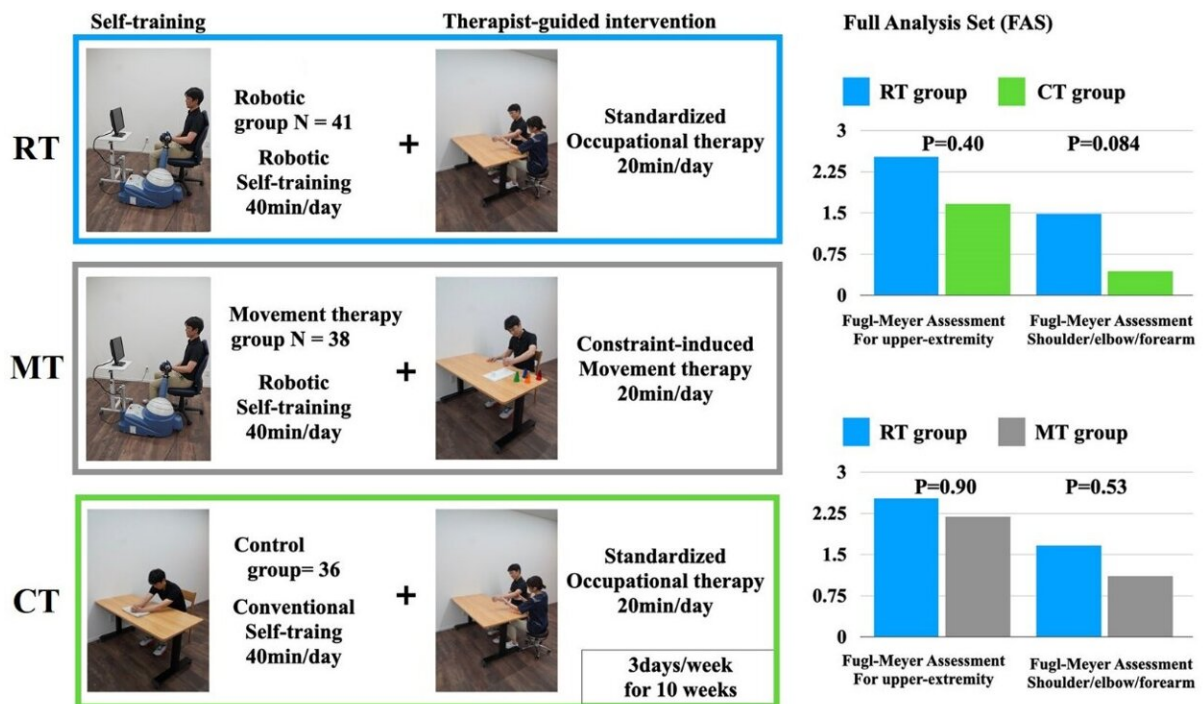 Self-training
Therapist-guided intervention
RT
Robotic
group N = 41
Robotic
Self-training
40min/day
+
Standardized
Occupational therapy
20min/day
MT
Movement therapy
group N = 38
Robotic
Self-training
40min/day
+
Constraint-induced
Movement therapy
20min/day
CT
Control
group= 36
Conventional
Self-traing
40min/day
+
Standardized
Occupational therapy
20min/day
3days/week
for 10 weeks
Full Analysis Set (FAS)
RT group
CT group
3
2.25
1.5
0.75
0
P=0.40
P=0.084
Fugl-Meyer Assessment
For upper-extremity
Fugl-Meyer Assessment
Shoulder/elbow/forearm
RT group
MT group
3
2.25
1.5
0.75
0
P=0.90
P=0.53
Fugl-Meyer Assessment
For upper-extremity
Fugl-Meyer Assessment
Shoulder/elbow/forearm